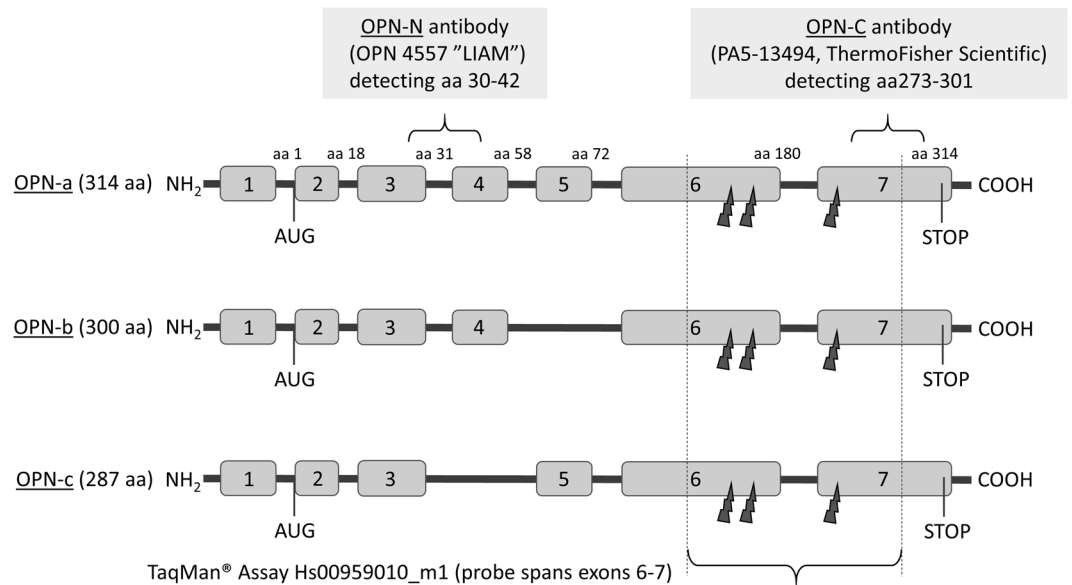 OPN-N antibody
(OPN 4557 ”LIAM”)
detecting aa 30-42
OPN-C antibody
(PA5-13494, ThermoFisher Scientific)
detecting aa273-301
aa 1 aa 18 aa 31 aa 58 aa 72 aa 180 aa 314
OPN-a (314 aa) NH2 1 2 3 4 5 6 7 COOH
AUG STOP
OPN-b (300 aa) NH2 1 2 3 4 6 7 COOH
AUG STOP
OPN-c (287 aa) NH2 1 2 3 5 6 7 COOH
AUG STOP
TaqMan® Assay Hs00959010_m1 (probe spans exons 6-7)